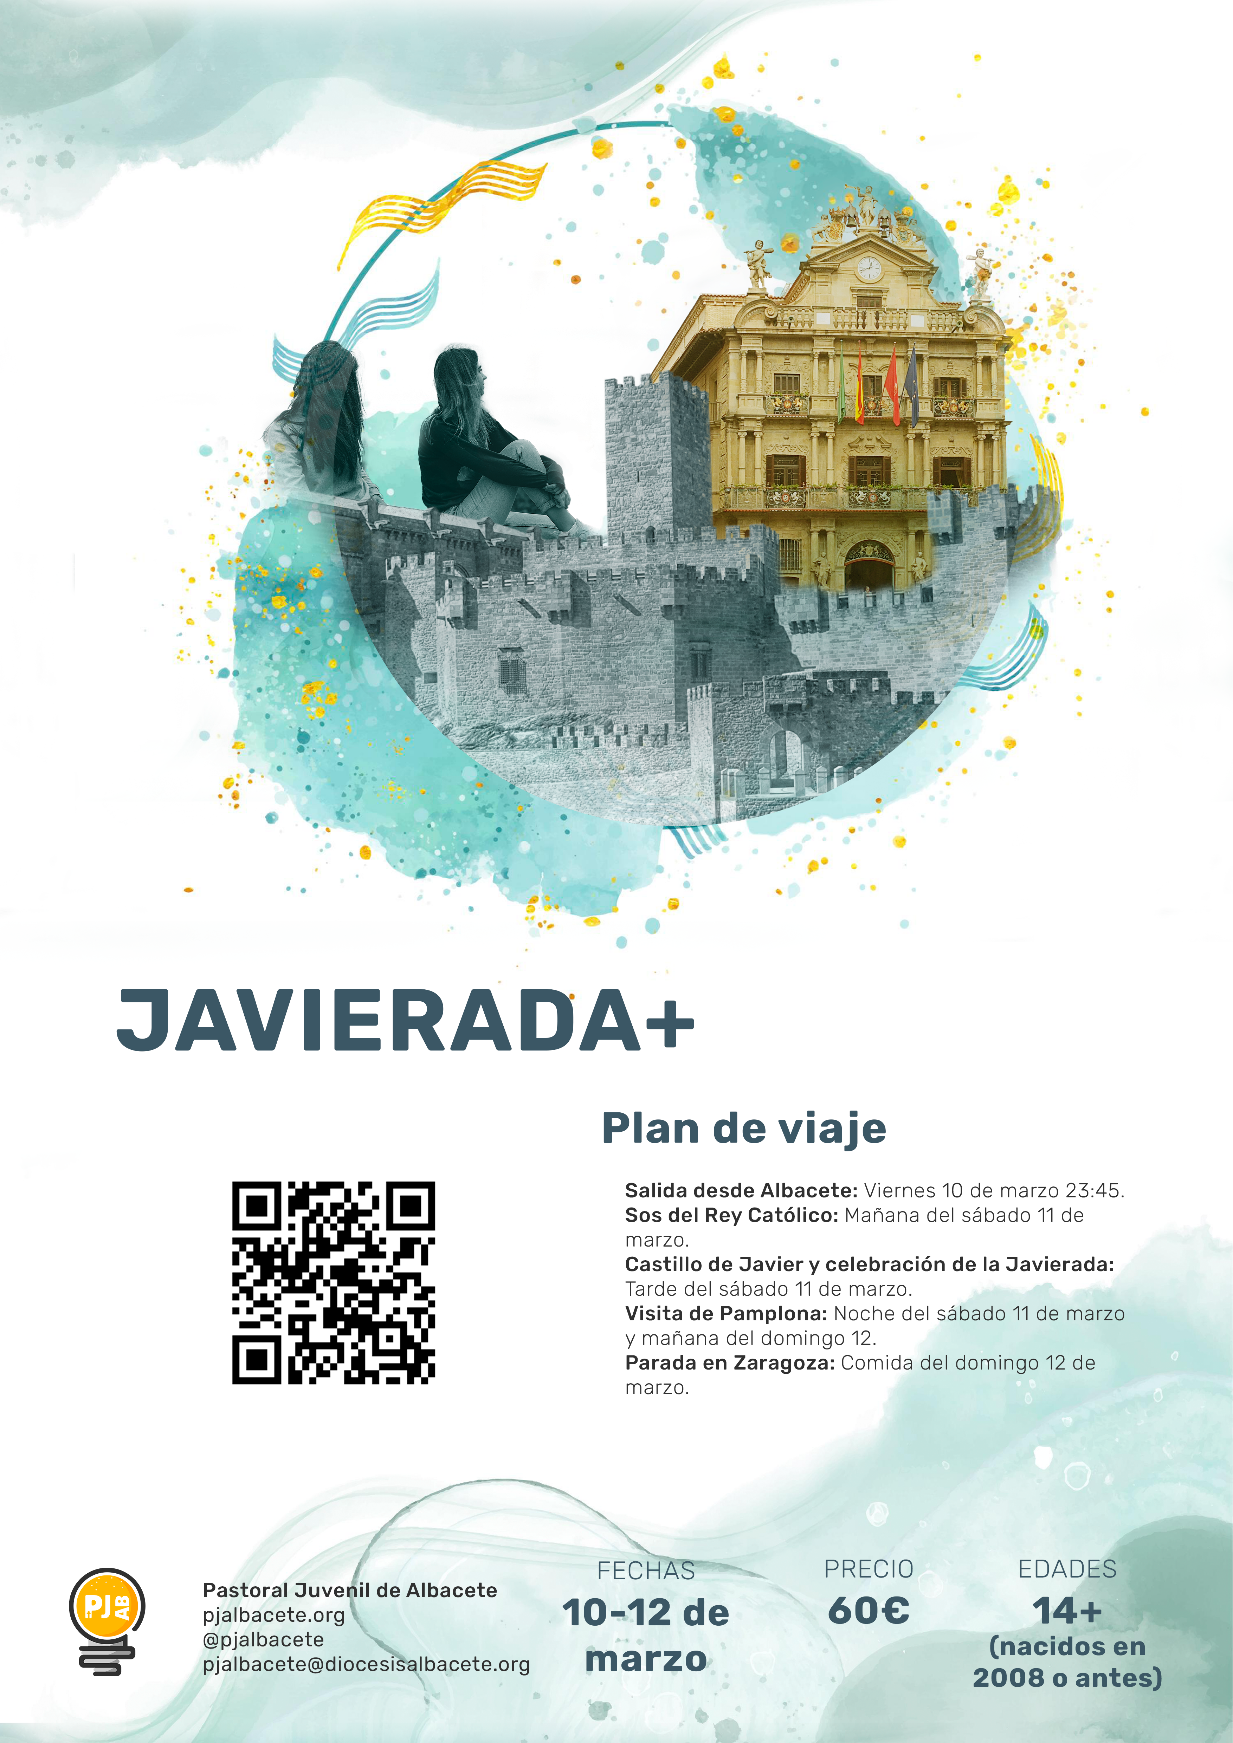 JAVIERADA+
Plan de viaje
Salida desde Albacete: Viernes 10 de marzo 23:45.
Sos del Rey Católico: Mañana del sábado 11 de
marzo.
Castillo de Javier y celebración de la Javierada:
Tarde del sábado 11 de marzo.
Visita de Pamplona: Noche del sábado 11 de marzo
y mañana del domingo 12.
Parada en Zaragoza: Comida del domingo 12 de
marzo.
PJ
AB
Pastoral Juvenil de Albacete
pjalbacete.org
@pjalbacete
pjalbacete@diocesisalbacete.org
FECHAS
10-12 de
marzo
PRECIO
60€
EDADES
14+
(nacidos en
2008 o antes)